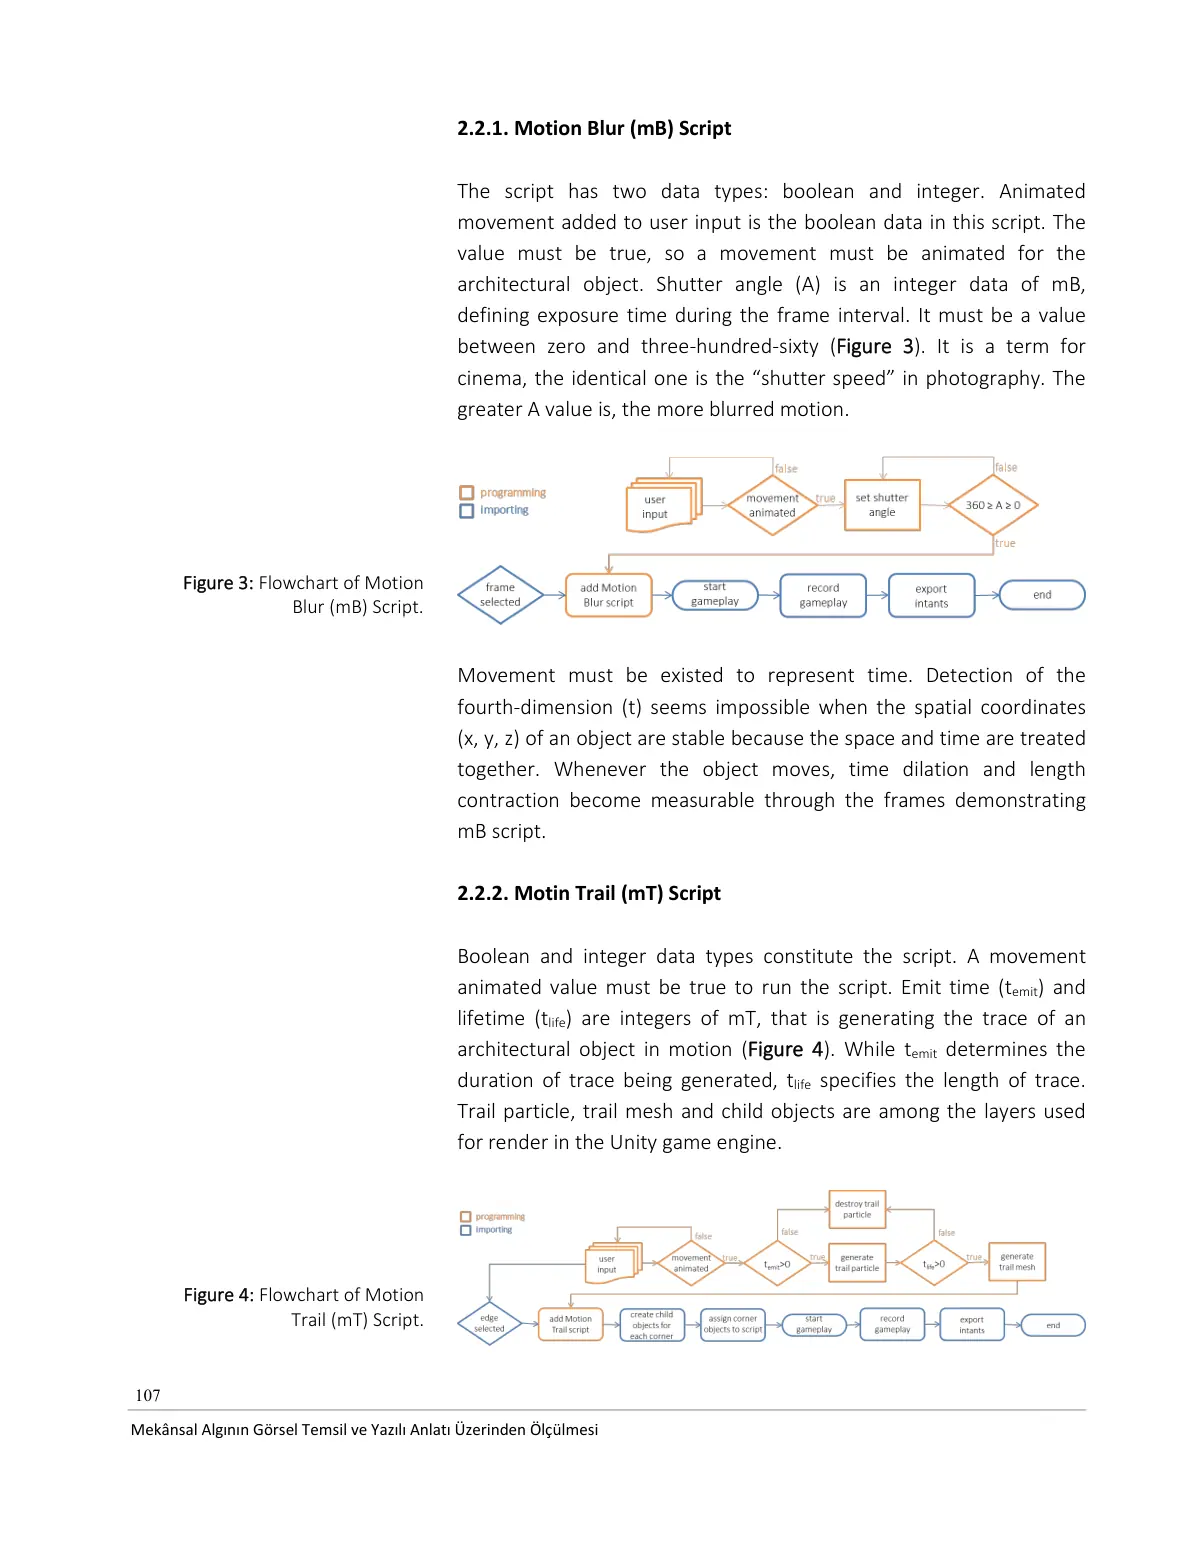 2.2.1. Motion Blur (mB) Script
The script has two data types: boolean and integer. Animated
movement added to user input is the boolean data in this script. The
value must be true, so a movement must be animated for the
architectural object. Shutter angle (A) is an integer data of mB,
defining exposure time during the frame interval. It must be a value
between zero and three-hundred-sixty (Figure 3). It is a term for
cinema, the identical one is the “shutter speed” in photography. The
greater A value is, the more blurred motion.
programming
Importing
user
input
false
movement
animated
true
set shutter
angle
false
360 ≥ A ≥ 0
true
frame
selected
add Motion
Blur script
start
gameplay
record
gameplay
export
intants
end
Figure 3: Flowchart of Motion
Blur (mB) Script.
Movement must be existed to represent time. Detection of the
fourth-dimension (t) seems impossible when the spatial coordinates
(x, y, z) of an object are stable because the space and time are treated
together. Whenever the object moves, time dilation and length
contraction become measurable through the frames demonstrating
mB script.
2.2.2. Motin Trail (mT) Script
Boolean and integer data types constitute the script. A movement
animated value must be true to run the script. Emit time (temit) and
lifetime (tlife) are integers of mT, that is generating the trace of an
architectural object in motion (Figure 4). While temit determines the
duration of trace being generated, tlife specifies the length of trace.
Trail particle, trail mesh and child objects are among the layers used
for render in the Unity game engine.
programming
Importing
user
input
false
movement
animated
true
false
temit>0
true
destroy trail
particle
generate
trail particle
false
tlife>0
true
generate
trail mesh
edge
selected
add Motion
Trail script
create child
objects for
each corner
assign corner
objects to script
start
gameplay
record
gameplay
export
intants
end
Figure 4: Flowchart of Motion
Trail (mT) Script.
107
Mekânsal Algının Görsel Temsil ve Yazılı Anlatı Üzerinden Ölçülmesi